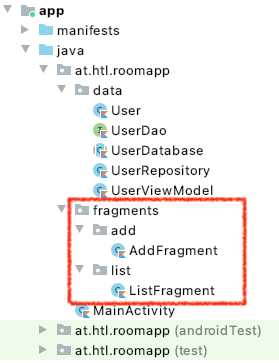 app
manifests
java
at.htl.roomapp
data
User
UserDao
UserDatabase
UserRepository
UserViewModel
fragments
add
AddFragment
list
ListFragment
MainActivity
at.htl.roomapp (androidTest)
at.htl.roomapp (test)